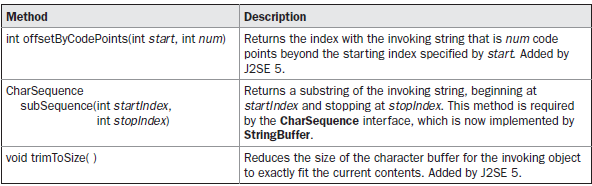 Method Description
int offsetByCodePoints(int start, int num) Returns the index with the invoking string that is num code
points beyond the starting index specified by start. Added by
J2SE 5.
CharSequence
subSequence(int startIndex,
int stopIndex)
Returns a substring of the invoking string, beginning at
startIndex and stopping at stopIndex. This method is required
by the CharSequence interface, which is now implemented by
StringBuffer.
void trimToSize( ) Reduces the size of the character buffer for the invoking object
to exactly fit the current contents. Added by J2SE 5.